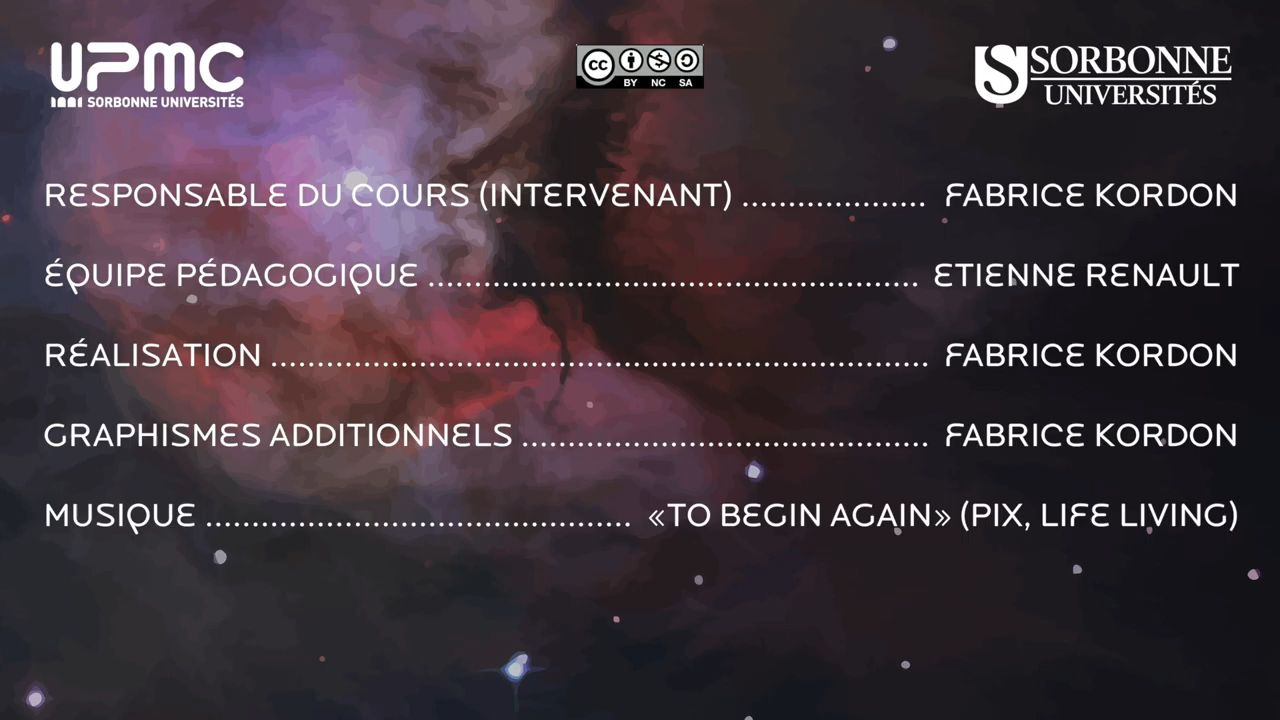 UPMC
SORBONNE UNIVERSITÉS
cc
BY NC SA
SORBONNE
UNIVERSITÉS
RESPONSABLE DU COURS (INTERVENANT) .................... FABRICE KORDON
ÉQUIPE PÉDAGOGIQUE .................................................... ETIENNE RENAULT
RÉALISATION ...................................................................... FABRICE KORDON
GRAPHISMES ADDITIONNELS ........................................... FABRICE KORDON
MUSIQUE ............................................. «TO BEGIN AGAIN» (PIX, LIFE LIVING)